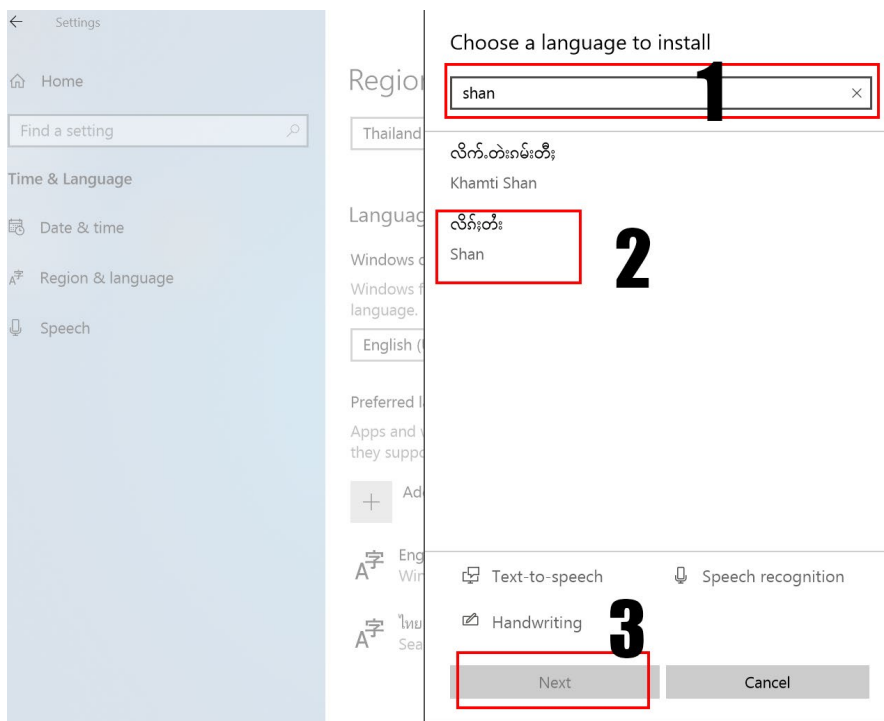 Settings
Home
Find a setting
Time & Language
Date & time
Region & language
Speech
Region
Thailand
Languag
Windows
Windows f
language.
English (
Preferred l
Apps and
they suppo
Ad
Eng
Win
ไทย
Sea
Choose a language to install
shan
1
လိက်ႉတႆးၵမ်းတီႈ
Khamti Shan
လိၵ်ႈတႆး
Shan
2
Text-to-speech
Speech recognition
Handwriting
3
Next
Cancel